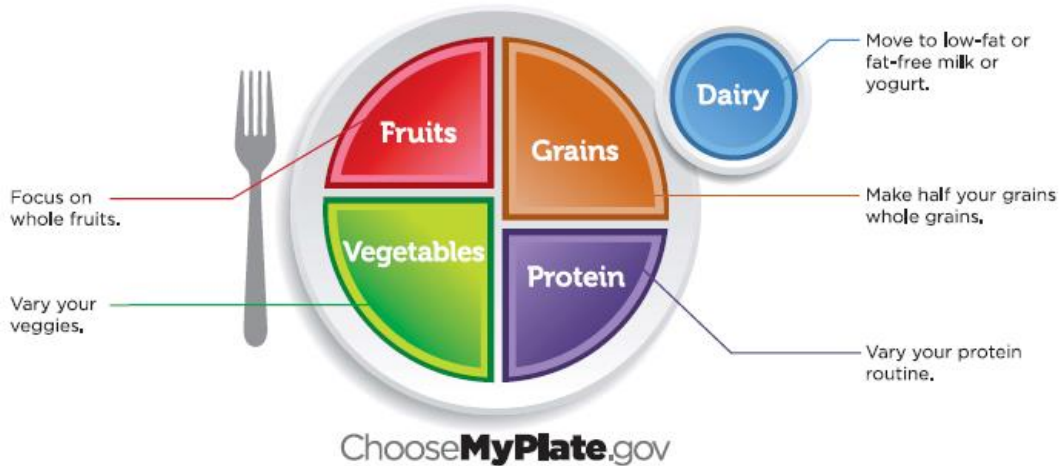 Move to low-fat or
fat-free milk or
yogurt.
Dairy
Fruits
Grains
Focus on
whole fruits.
Make half your grains
whole grains.
Vegetables
Protein
Vary your
veggies.
Vary your protein
routine.
ChooseMyPlate.gov